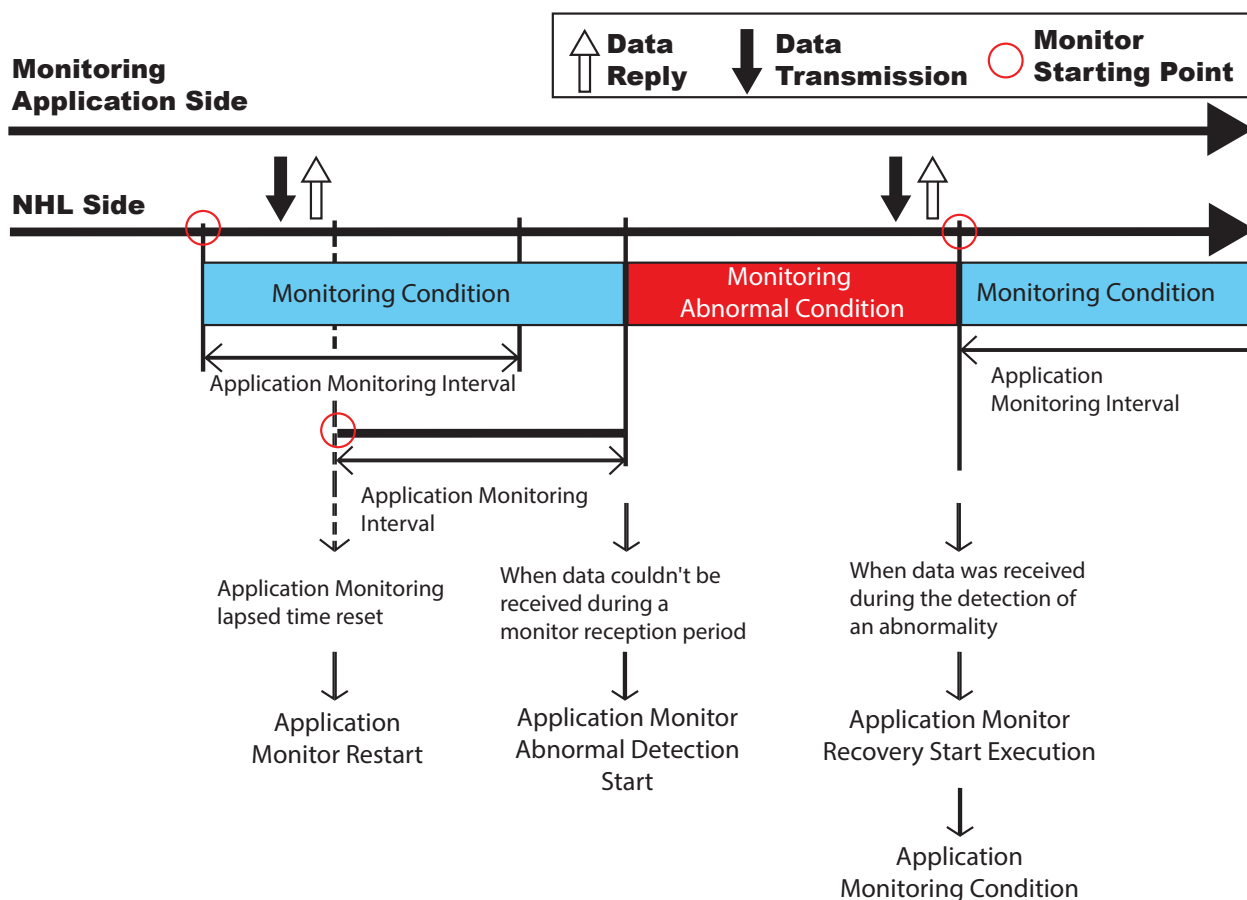 Data
Reply
Data
Transmission
Monitor
Starting Point
Monitoring
Application Side
NHL Side
Monitoring Condition
Monitoring
Abnormal Condition
Monitoring Condition
Application Monitoring Interval
Application
Monitoring Interval
Application Monitoring
Interval
Application Monitoring
lapsed time reset
When data couldn't be
received during a
monitor reception period
When data was received
during the detection of
an abnormality
Application
Monitor Restart
Application Monitor
Abnormal Detection
Start
Application Monitor
Recovery Start Execution
Application
Monitoring Condition